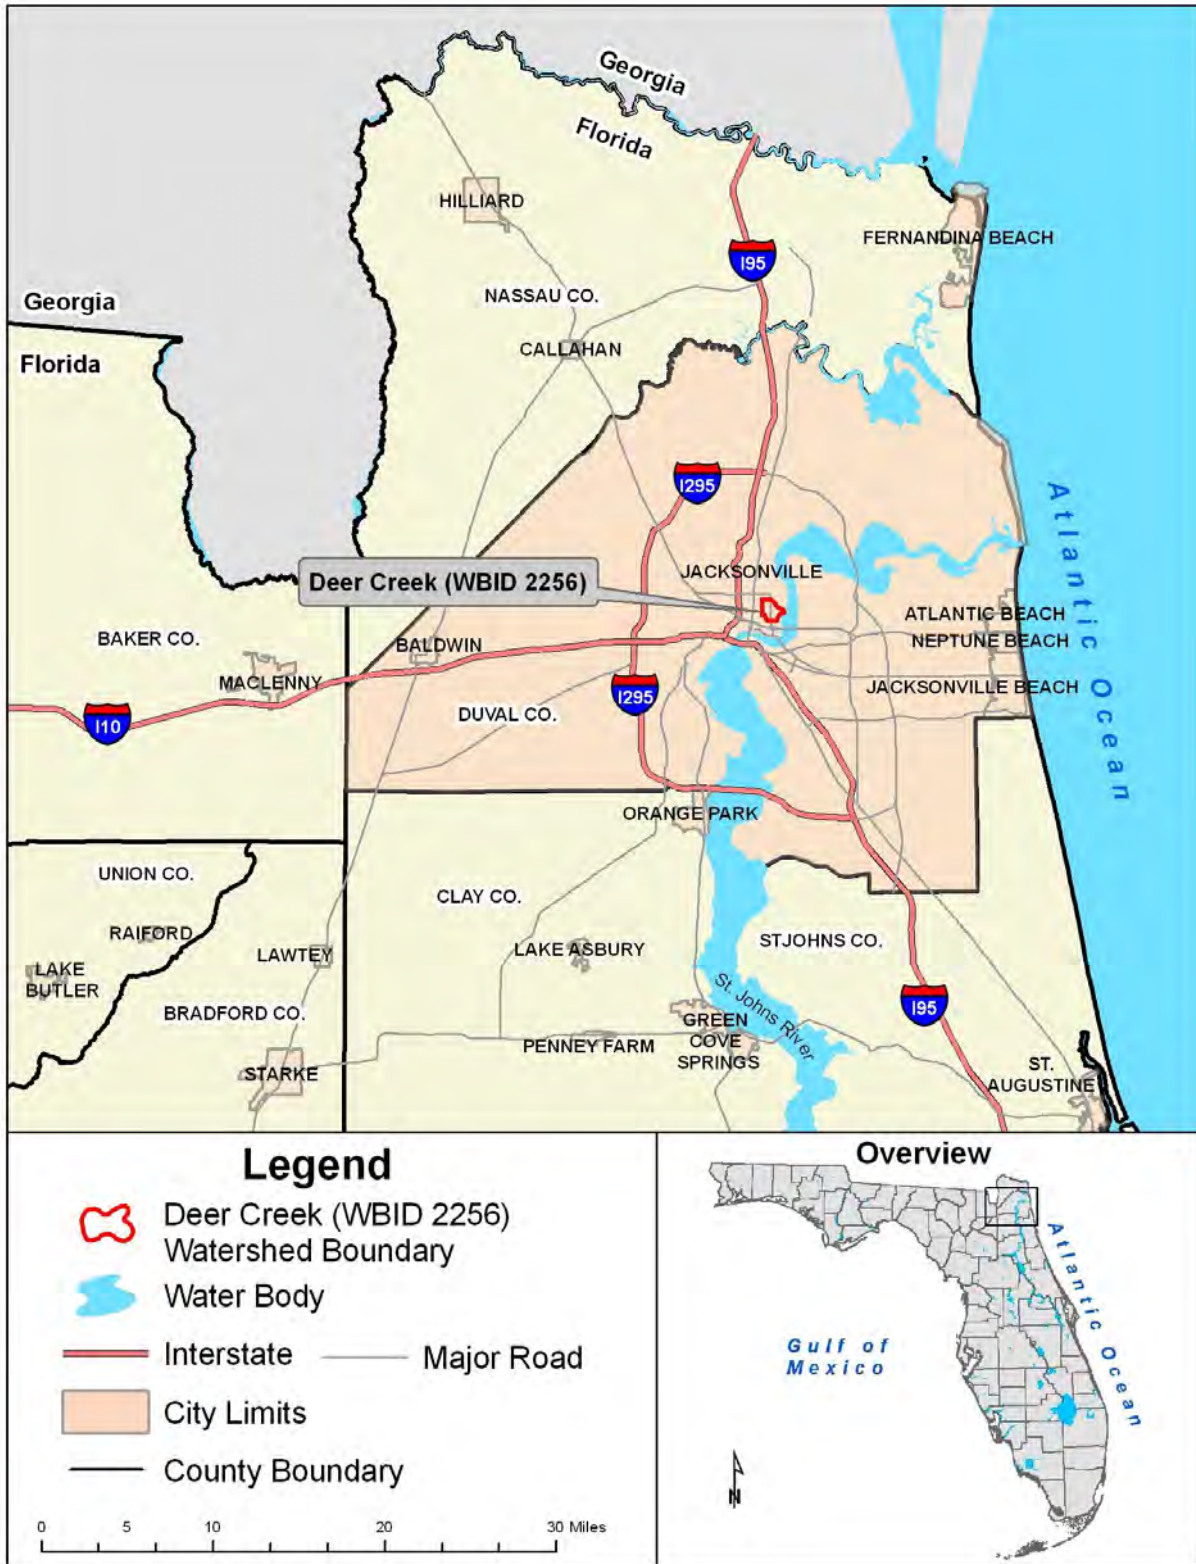 Georgia
Florida
HILLIARD
FERNANDINA BEACH
I95
Georgia
NASSAU CO.
Florida
CALLAHAN
I295
Atlantic Ocean
JACKSONVILLE
Deer Creek (WBID 2256)
ATLANTIC BEACH
BAKER CO.
BALDWIN
NEPTUNE BEACH
MACLENNY
JACKSONVILLE BEACH
I10
I295
DUVAL CO.
ORANGE PARK
UNION CO.
CLAY CO.
RAIFORD
STJOHNS CO.
LAWTEY
LAKE ASBURY
LAKE
BUTLER
St. Johns River
BRADFORD CO.
I95
GREEN
COVE
SPRINGS
PENNEY FARM
STARKE
ST.
AUGUSTINE
Legend
Deer Creek (WBID 2256)
Watershed Boundary
Water Body
Interstate
Major Road
City Limits
County Boundary
0 5 10 20 30 Miles
Overview
Atlantic Ocean
Gulf of
Mexico
N